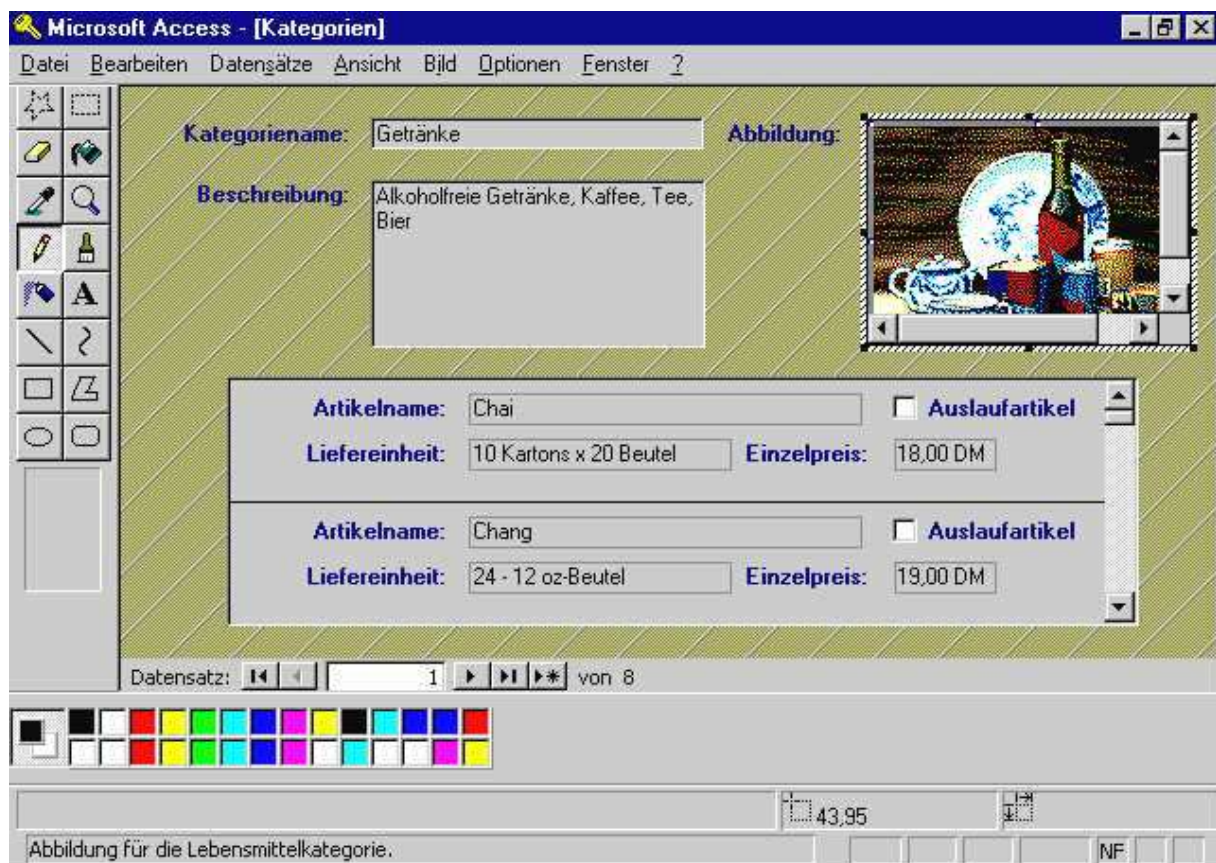 Microsoft Access - [Kategorien]
Datei Bearbeiten Datensätze Ansicht Bild Optionen Fenster ?
Kategoriename: Getränke Abbildung:
Beschreibung: Alkoholfreie Getränke, Kaffee, Tee,
Bier
A
Artikelname: Chai Auslaufartikel
Liefereinheit: 10 Kartons x 20 Beutel Einzelpreis: 18,00 DM
Artikelname: Chang Auslaufartikel
Liefereinheit: 24 - 12 oz-Beutel Einzelpreis: 19,00 DM
Datensatz: 1 von 8
43,95
Abbildung für die Lebensmittelkategorie. NF